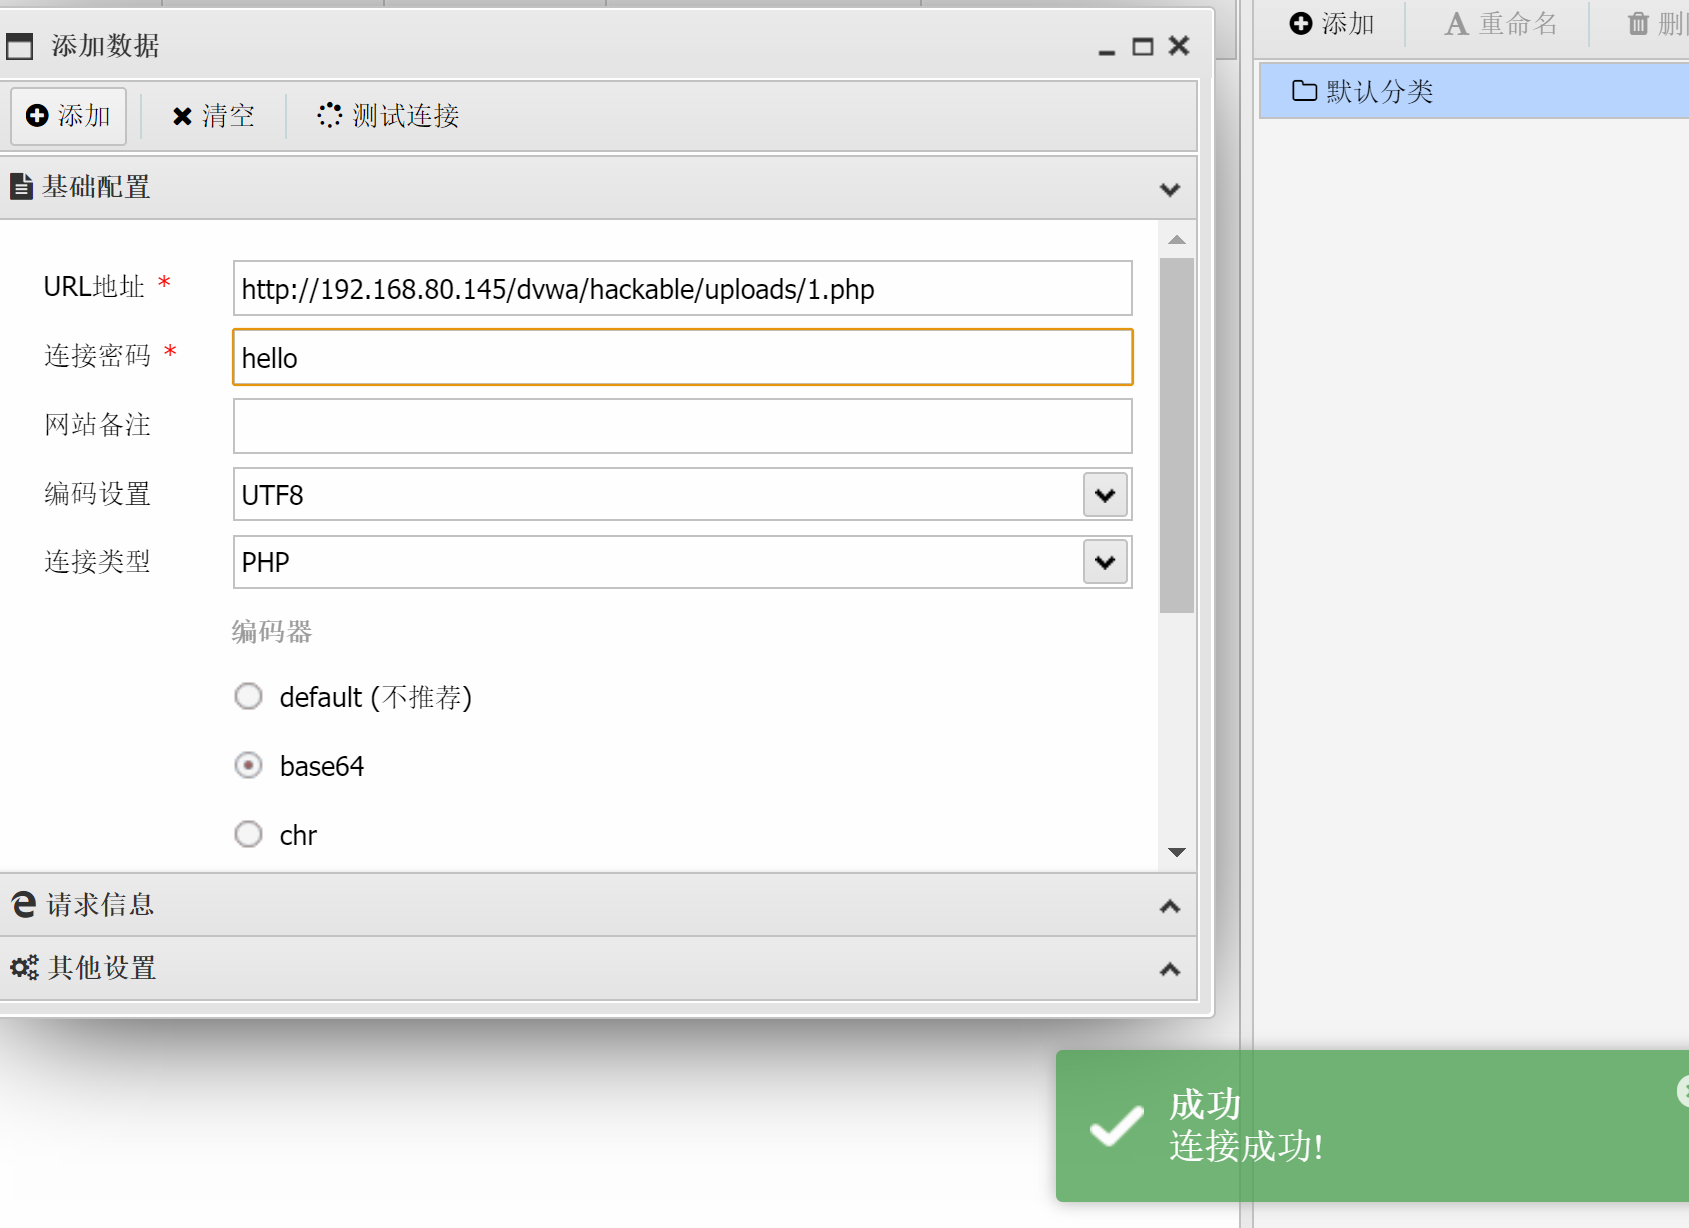 添加数据
添加 清空 测试连接
基础配置
URL地址 * http://192.168.80.145/dvwa/hackable/uploads/1.php
连接密码 * hello
网站备注
编码设置 UTF8
连接类型 PHP
编码器
default (不推荐)
base64
chr
请求信息
其他设置
添加 重命名
默认分类
成功
连接成功!